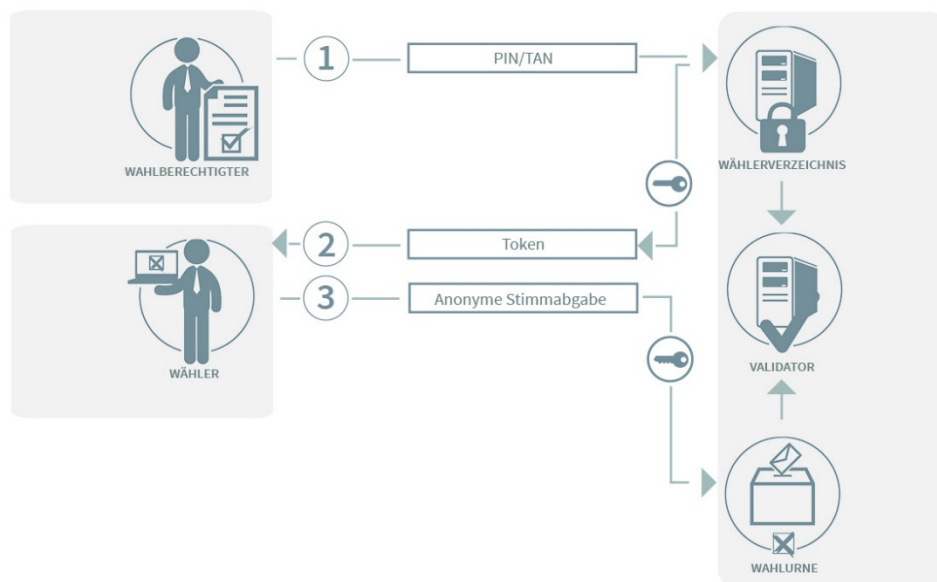 1
PIN/TAN
WAHLBERECHTIGTER
WÄHLERVERZEICHNIS
2
Token
3
Anonyme Stimmabgabe
WÄHLER
VALIDATOR
WAHLURNE